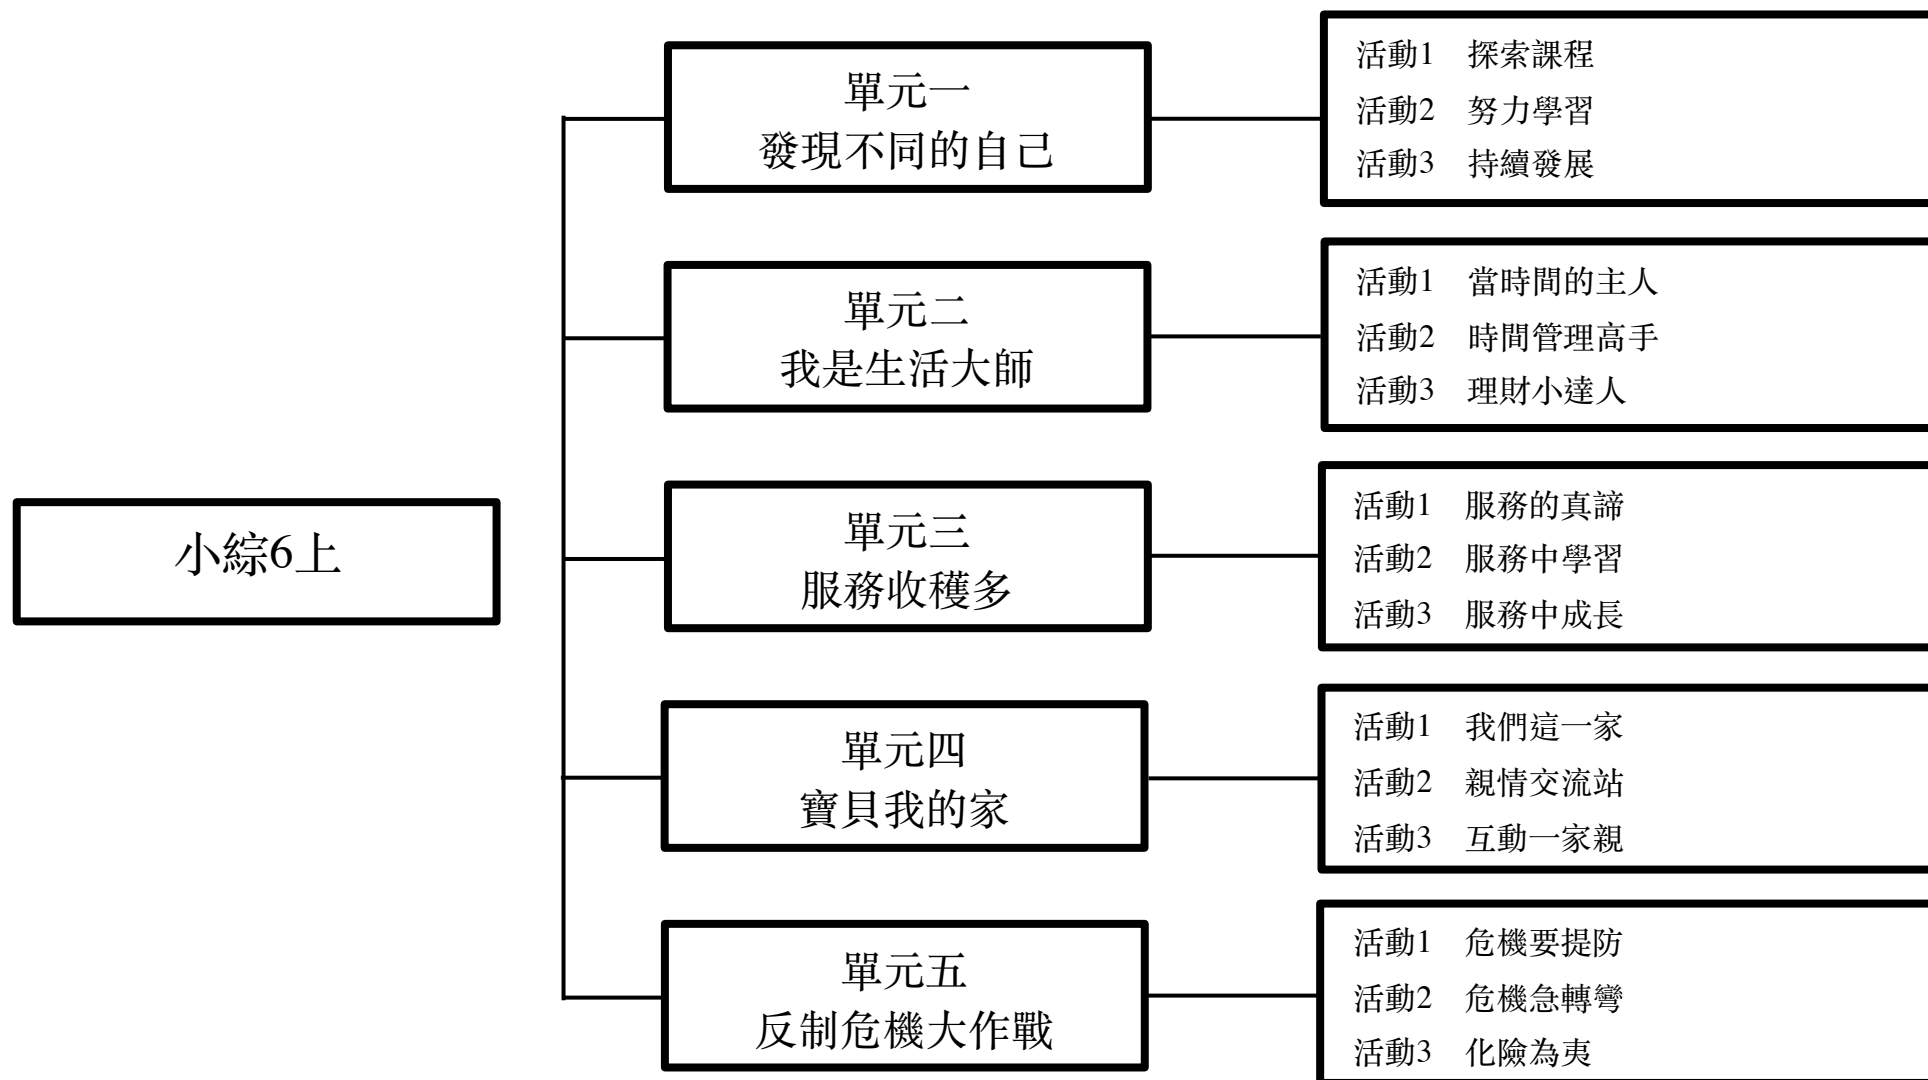 小綜6上
單元一
發現不同的自己
活動1 探索課程
活動2 努力學習
活動3 持續發展
單元二
我是生活大師
活動1 當時間的主人
活動2 時間管理高手
活動3 理財小達人
單元三
服務收穫多
活動1 服務的真諦
活動2 服務中學習
活動3 服務中成長
單元四
寶貝我的家
活動1 我們這一家
活動2 親情交流站
活動3 互動一家親
單元五
反制危機大作戰
活動1 危機要提防
活動2 危機急轉彎
活動3 化險為夷